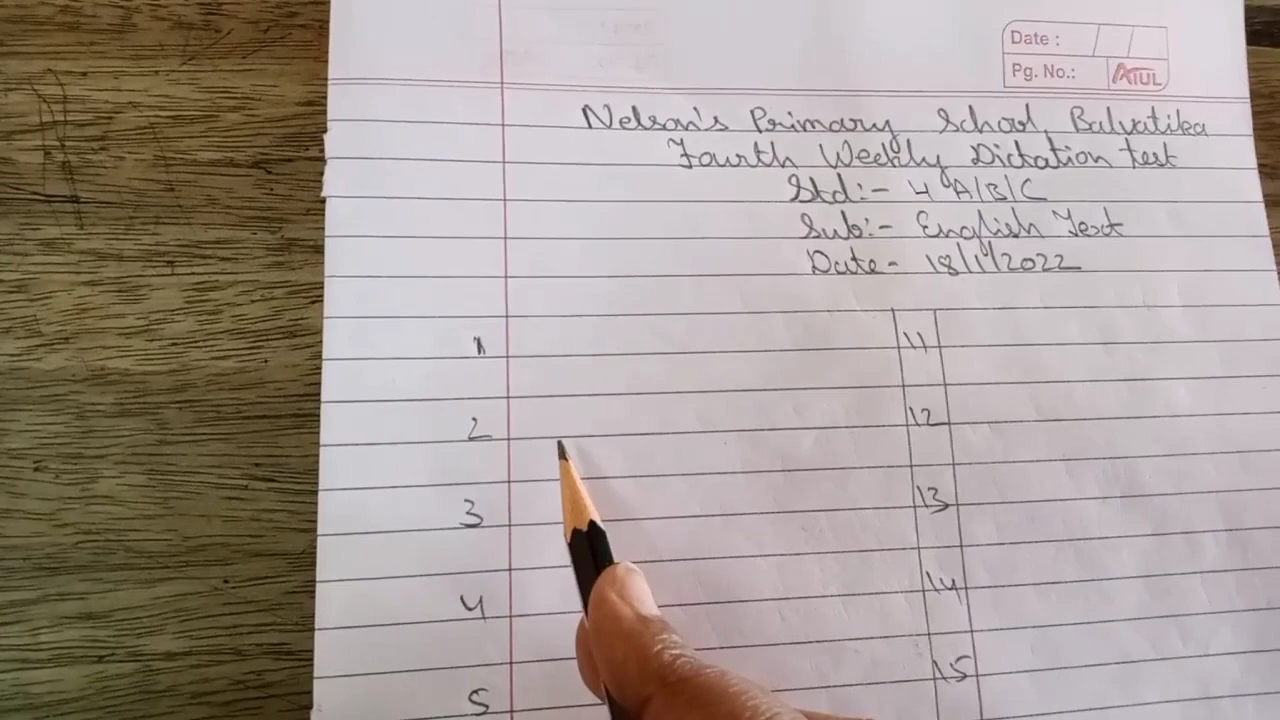 Date :
Pg. No.: ATUL
Nelson's Primary School, Balvatika
Fourth Weekly Dictation test
Std:- 4 A/B/C
Sub:- English Test
Date- 18/1/2022
1
11
2
12
3
13
4
14
5
15